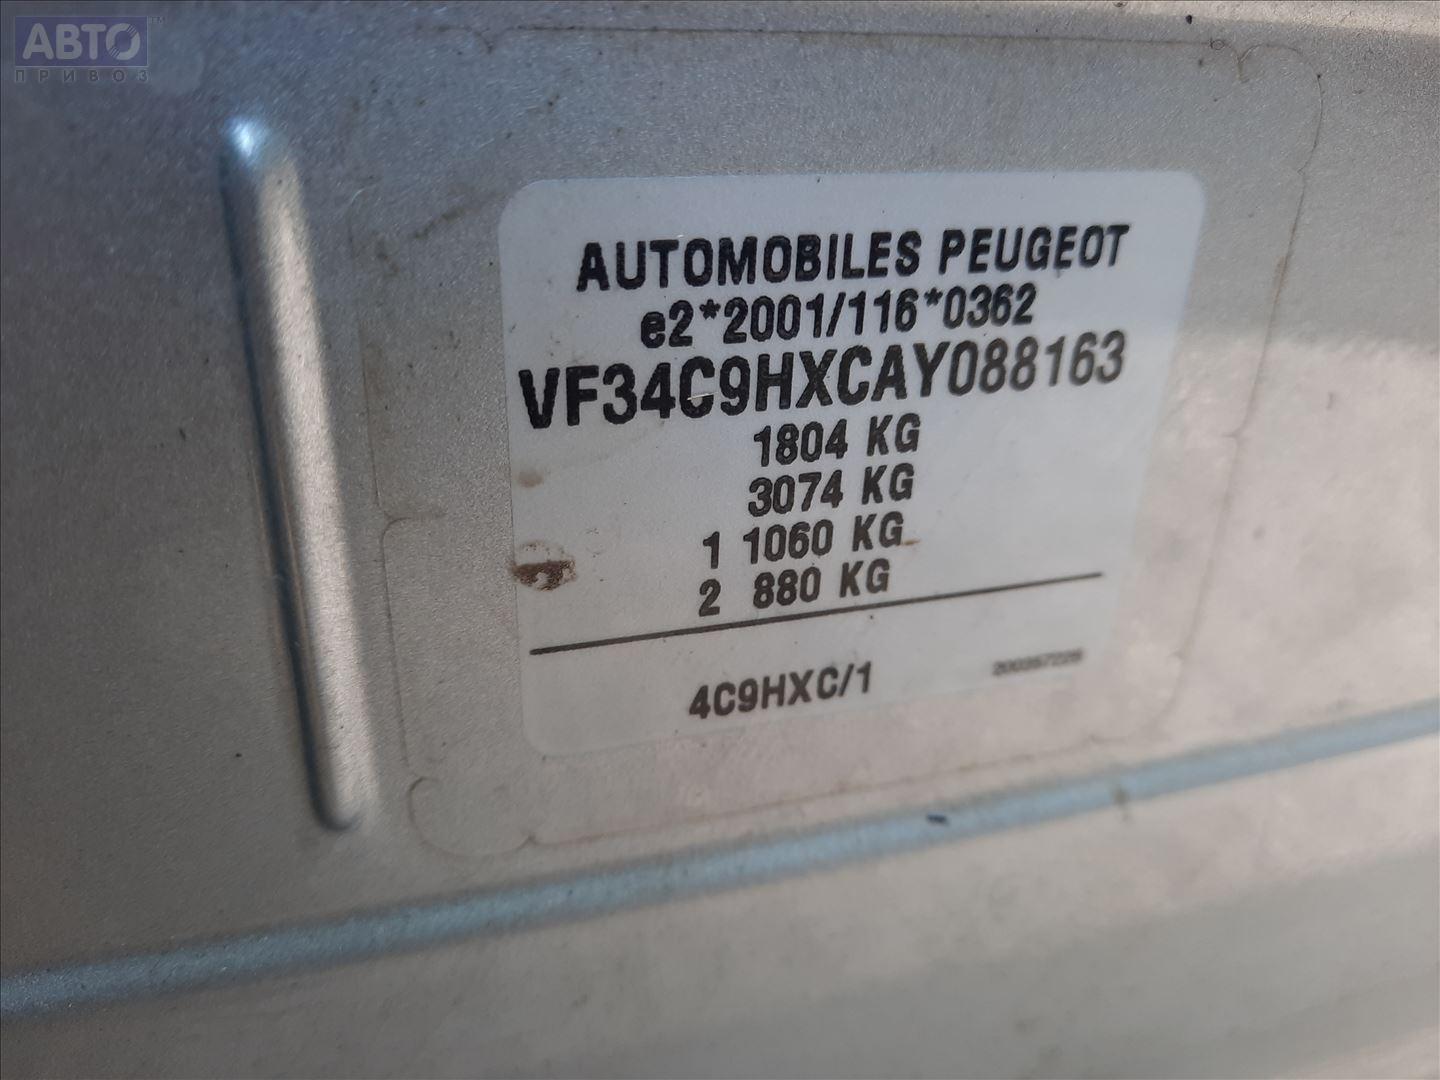 АВТО
ПРИВОЗ
AUTOMOBILES PEUGEOT
e2*2001/116*0362
VF34C9HXCAY088163
1804 KG
3074 KG
1 1060 KG
2 880 KG
4C9HXC/1